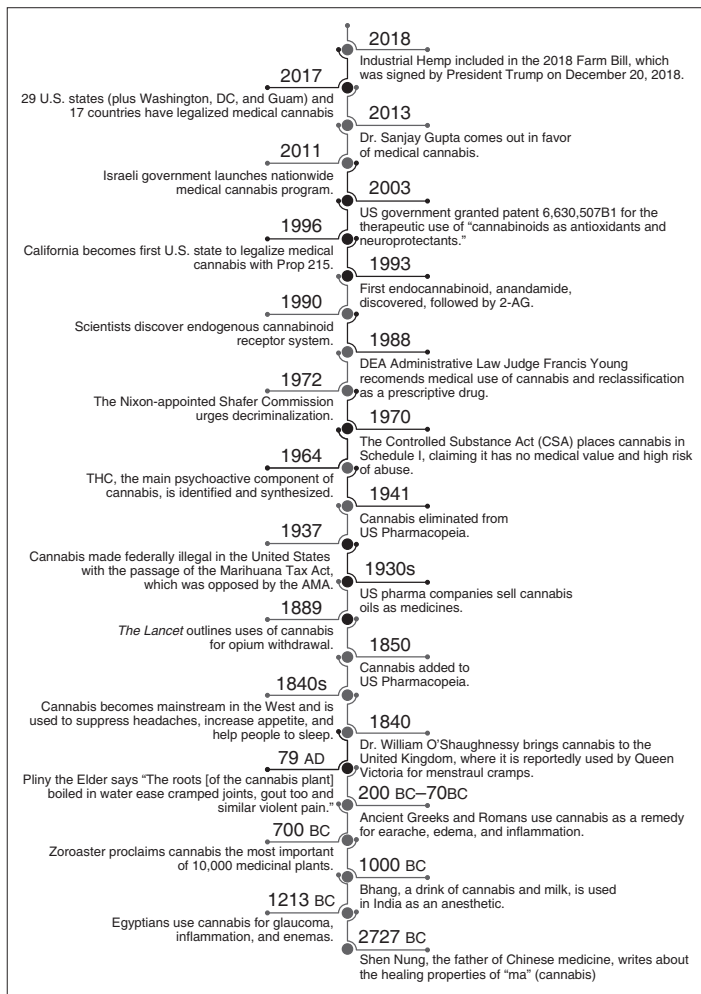 2018
Industrial Hemp included in the 2018 Farm Bill, which
was signed by President Trump on December 20, 2018.
2017
29 U.S. states (plus Washington, DC, and Guam) and
17 countries have legalized medical cannabis
2013
Dr. Sanjay Gupta comes out in favor
of medical cannabis.
2011
Israeli government launches nationwide
medical cannabis program.
2003
US government granted patent 6,630,507B1 for the
therapeutic use of “cannabinoids as antioxidants and
neuroprotectants.”
1996
California becomes first U.S. state to legalize medical
cannabis with Prop 215.
1993
First endocannabinoid, anandamide,
discovered, followed by 2-AG.
1990
Scientists discover endogenous cannabinoid
receptor system.
1988
DEA Administrative Law Judge Francis Young
recomends medical use of cannabis and reclassification
as a prescriptive drug.
1972
The Nixon-appointed Shafer Commission
urges decriminalization.
1970
The Controlled Substance Act (CSA) places cannabis in
Schedule I, claiming it has no medical value and high risk
of abuse.
1964
THC, the main psychoactive component of
cannabis, is identified and synthesized.
1941
Cannabis eliminated from
US Pharmacopeia.
1937
Cannabis made federally illegal in the United States
with the passage of the Marihuana Tax Act,
which was opposed by the AMA.
1930s
US pharma companies sell cannabis
oils as medicines.
1889
The Lancet outlines uses of cannabis
for opium withdrawal.
1850
Cannabis added to
US Pharmacopeia.
1840s
Cannabis becomes mainstream in the West and is
used to suppress headaches, increase appetite, and
help people to sleep.
1840
Dr. William O’Shaughnessy brings cannabis to the
United Kingdom, where it is reportedly used by Queen
Victoria for menstraul cramps.
79 AD
Pliny the Elder says “The roots [of the cannabis plant]
boiled in water ease cramped joints, gout too and
similar violent pain.”
200 BC–70BC
Ancient Greeks and Romans use cannabis as a remedy
for earache, edema, and inflammation.
700 BC
Zoroaster proclaims cannabis the most important
of 10,000 medicinal plants.
1000 BC
Bhang, a drink of cannabis and milk, is used
in India as an anesthetic.
1213 BC
Egyptians use cannabis for glaucoma,
inflammation, and enemas.
2727 BC
Shen Nung, the father of Chinese medicine, writes about
the healing properties of “ma” (cannabis)